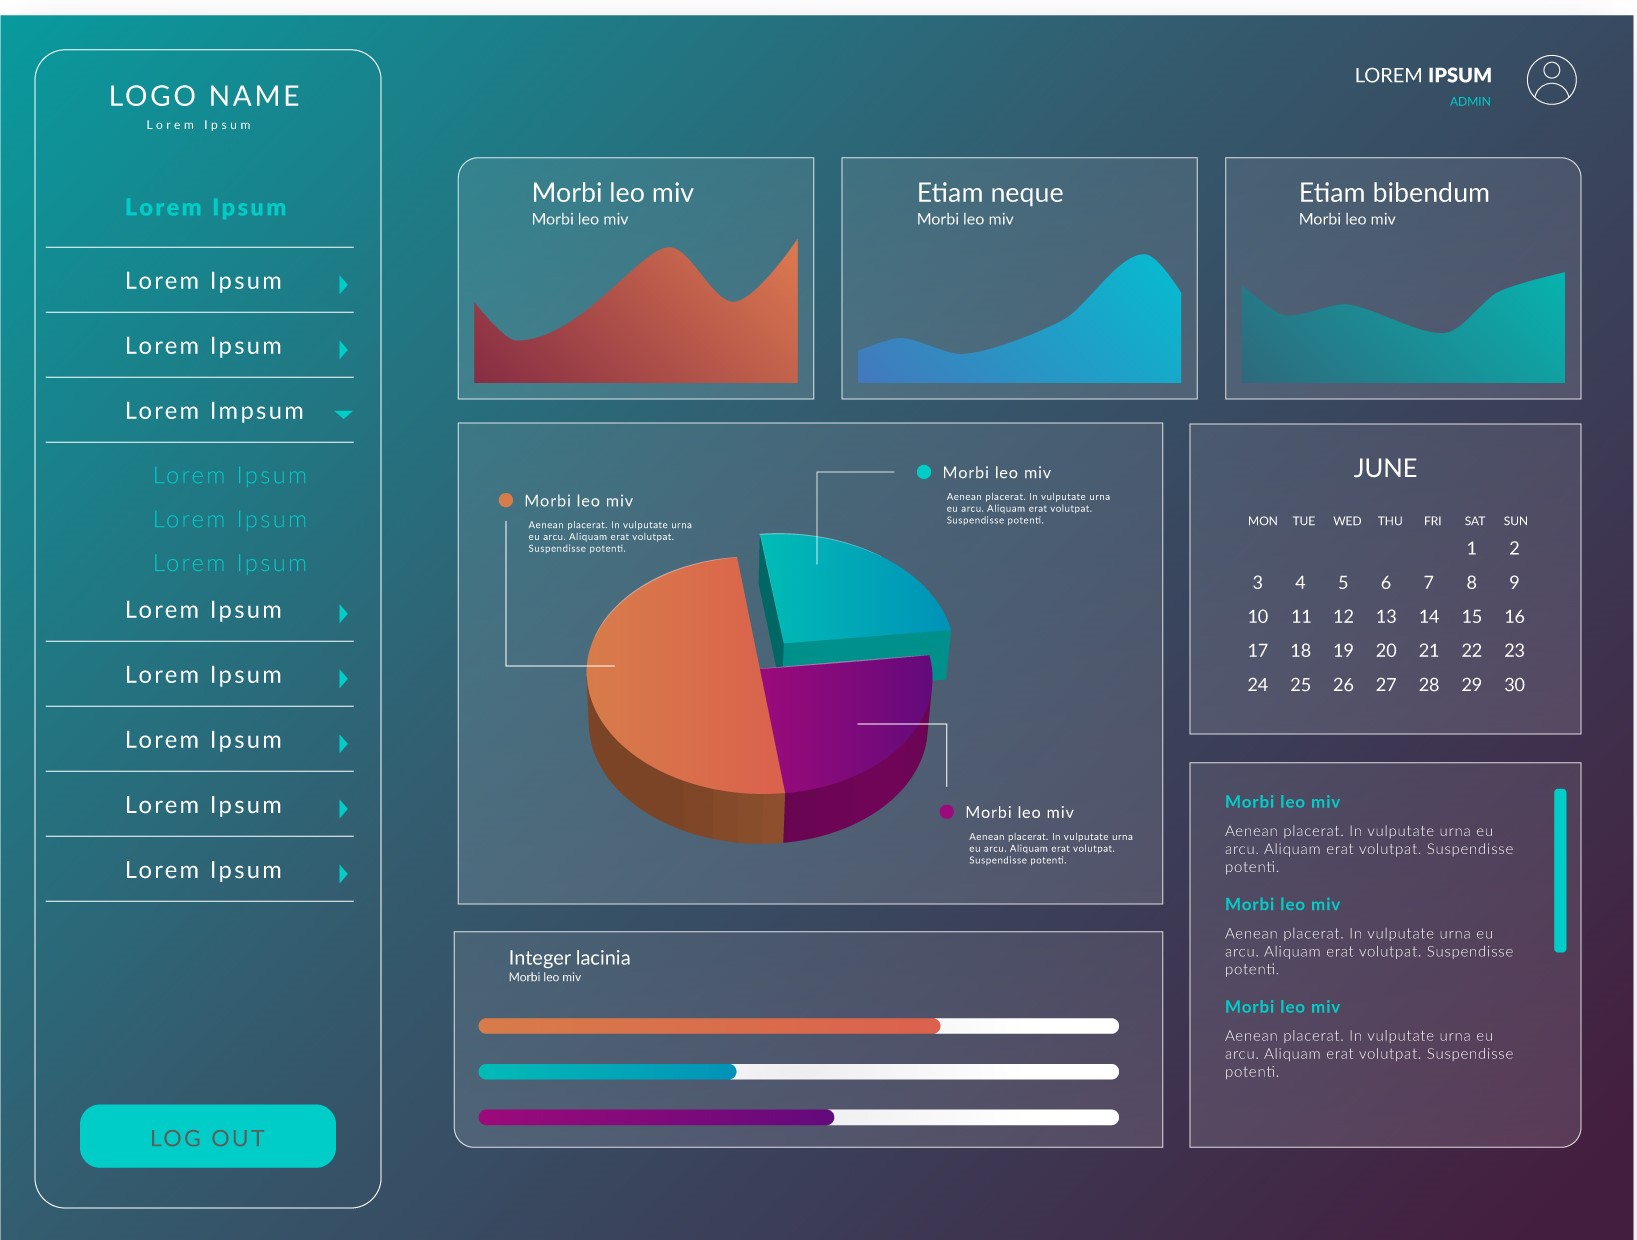 LOGO NAME
Lorem Ipsum
Lorem Ipsum
Lorem Ipsum
Lorem Ipsum
Lorem Impsum
Lorem Ipsum
Lorem Ipsum
Lorem Ipsum
Lorem Ipsum
Lorem Ipsum
Lorem Ipsum
Lorem Ipsum
Lorem Ipsum
LOG OUT
LOREM IPSUM
ADMIN
Morbi leo miv
Morbi leo miv
Etiam neque
Morbi leo miv
Etiam bibendum
Morbi leo miv
Morbi leo miv
Aenean placerat. In vulputate urna
eu arcu. Aliquam erat volutpat.
Suspendisse potenti.
Morbi leo miv
Aenean placerat. In vulputate urna
eu arcu. Aliquam erat volutpat.
Suspendisse potenti.
Morbi leo miv
Aenean placerat. In vulputate urna
eu arcu. Aliquam erat volutpat.
Suspendisse potenti.
JUNE
MON TUE WED THU FRI SAT SUN
1 2
3 4 5 6 7 8 9
10 11 12 13 14 15 16
17 18 19 20 21 22 23
24 25 26 27 28 29 30
Integer lacinia
Morbi leo miv
Morbi leo miv
Aenean placerat. In vulputate urna eu
arcu. Aliquam erat volutpat. Suspendisse
potenti.
Morbi leo miv
Aenean placerat. In vulputate urna eu
arcu. Aliquam erat volutpat. Suspendisse
potenti.
Morbi leo miv
Aenean placerat. In vulputate urna eu
arcu. Aliquam erat volutpat. Suspendisse
potenti.